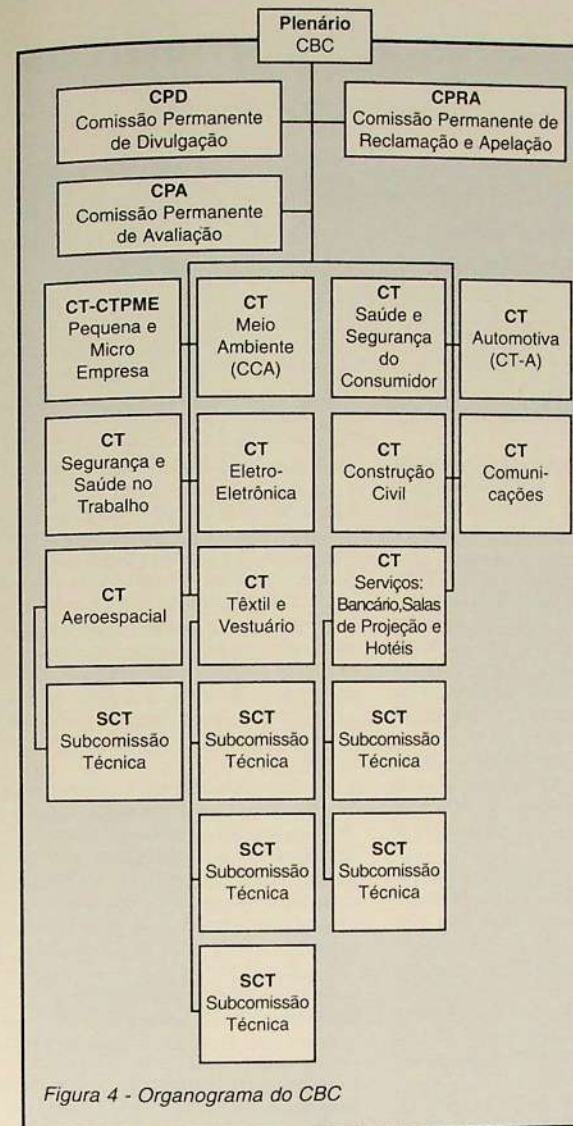 Plenário
CBC
CPD
Comissão Permanente
de Divulgação
CPRA
Comissão Permanente de
Reclamação e Apelação
CPA
Comissão Permanente
de Avaliação
CT-CTPME
Pequena e
Micro
Empresa
CT
Meio
Ambiente
(CCA)
CT
Saúde e
Segurança
do
Consumidor
CT
Automotiva
(CT-A)
CT
Segurança e
Saúde no
Trabalho
CT
Eletro-
Eletrônica
CT
Construção
Civil
CT
Comuni-
cações
CT
Aeroespacial
CT
Têxtil e
Vestuário
CT
Serviços:
Bancário,Salas
de Projeção e
Hotéis
SCT
Subcomissão
Técnica
SCT
Subcomissão
Técnica
SCT
Subcomissão
Técnica
SCT
Subcomissão
Técnica
SCT
Subcomissão
Técnica
SCT
Subcomissão
Técnica
Figura 4 - Organograma do CBC